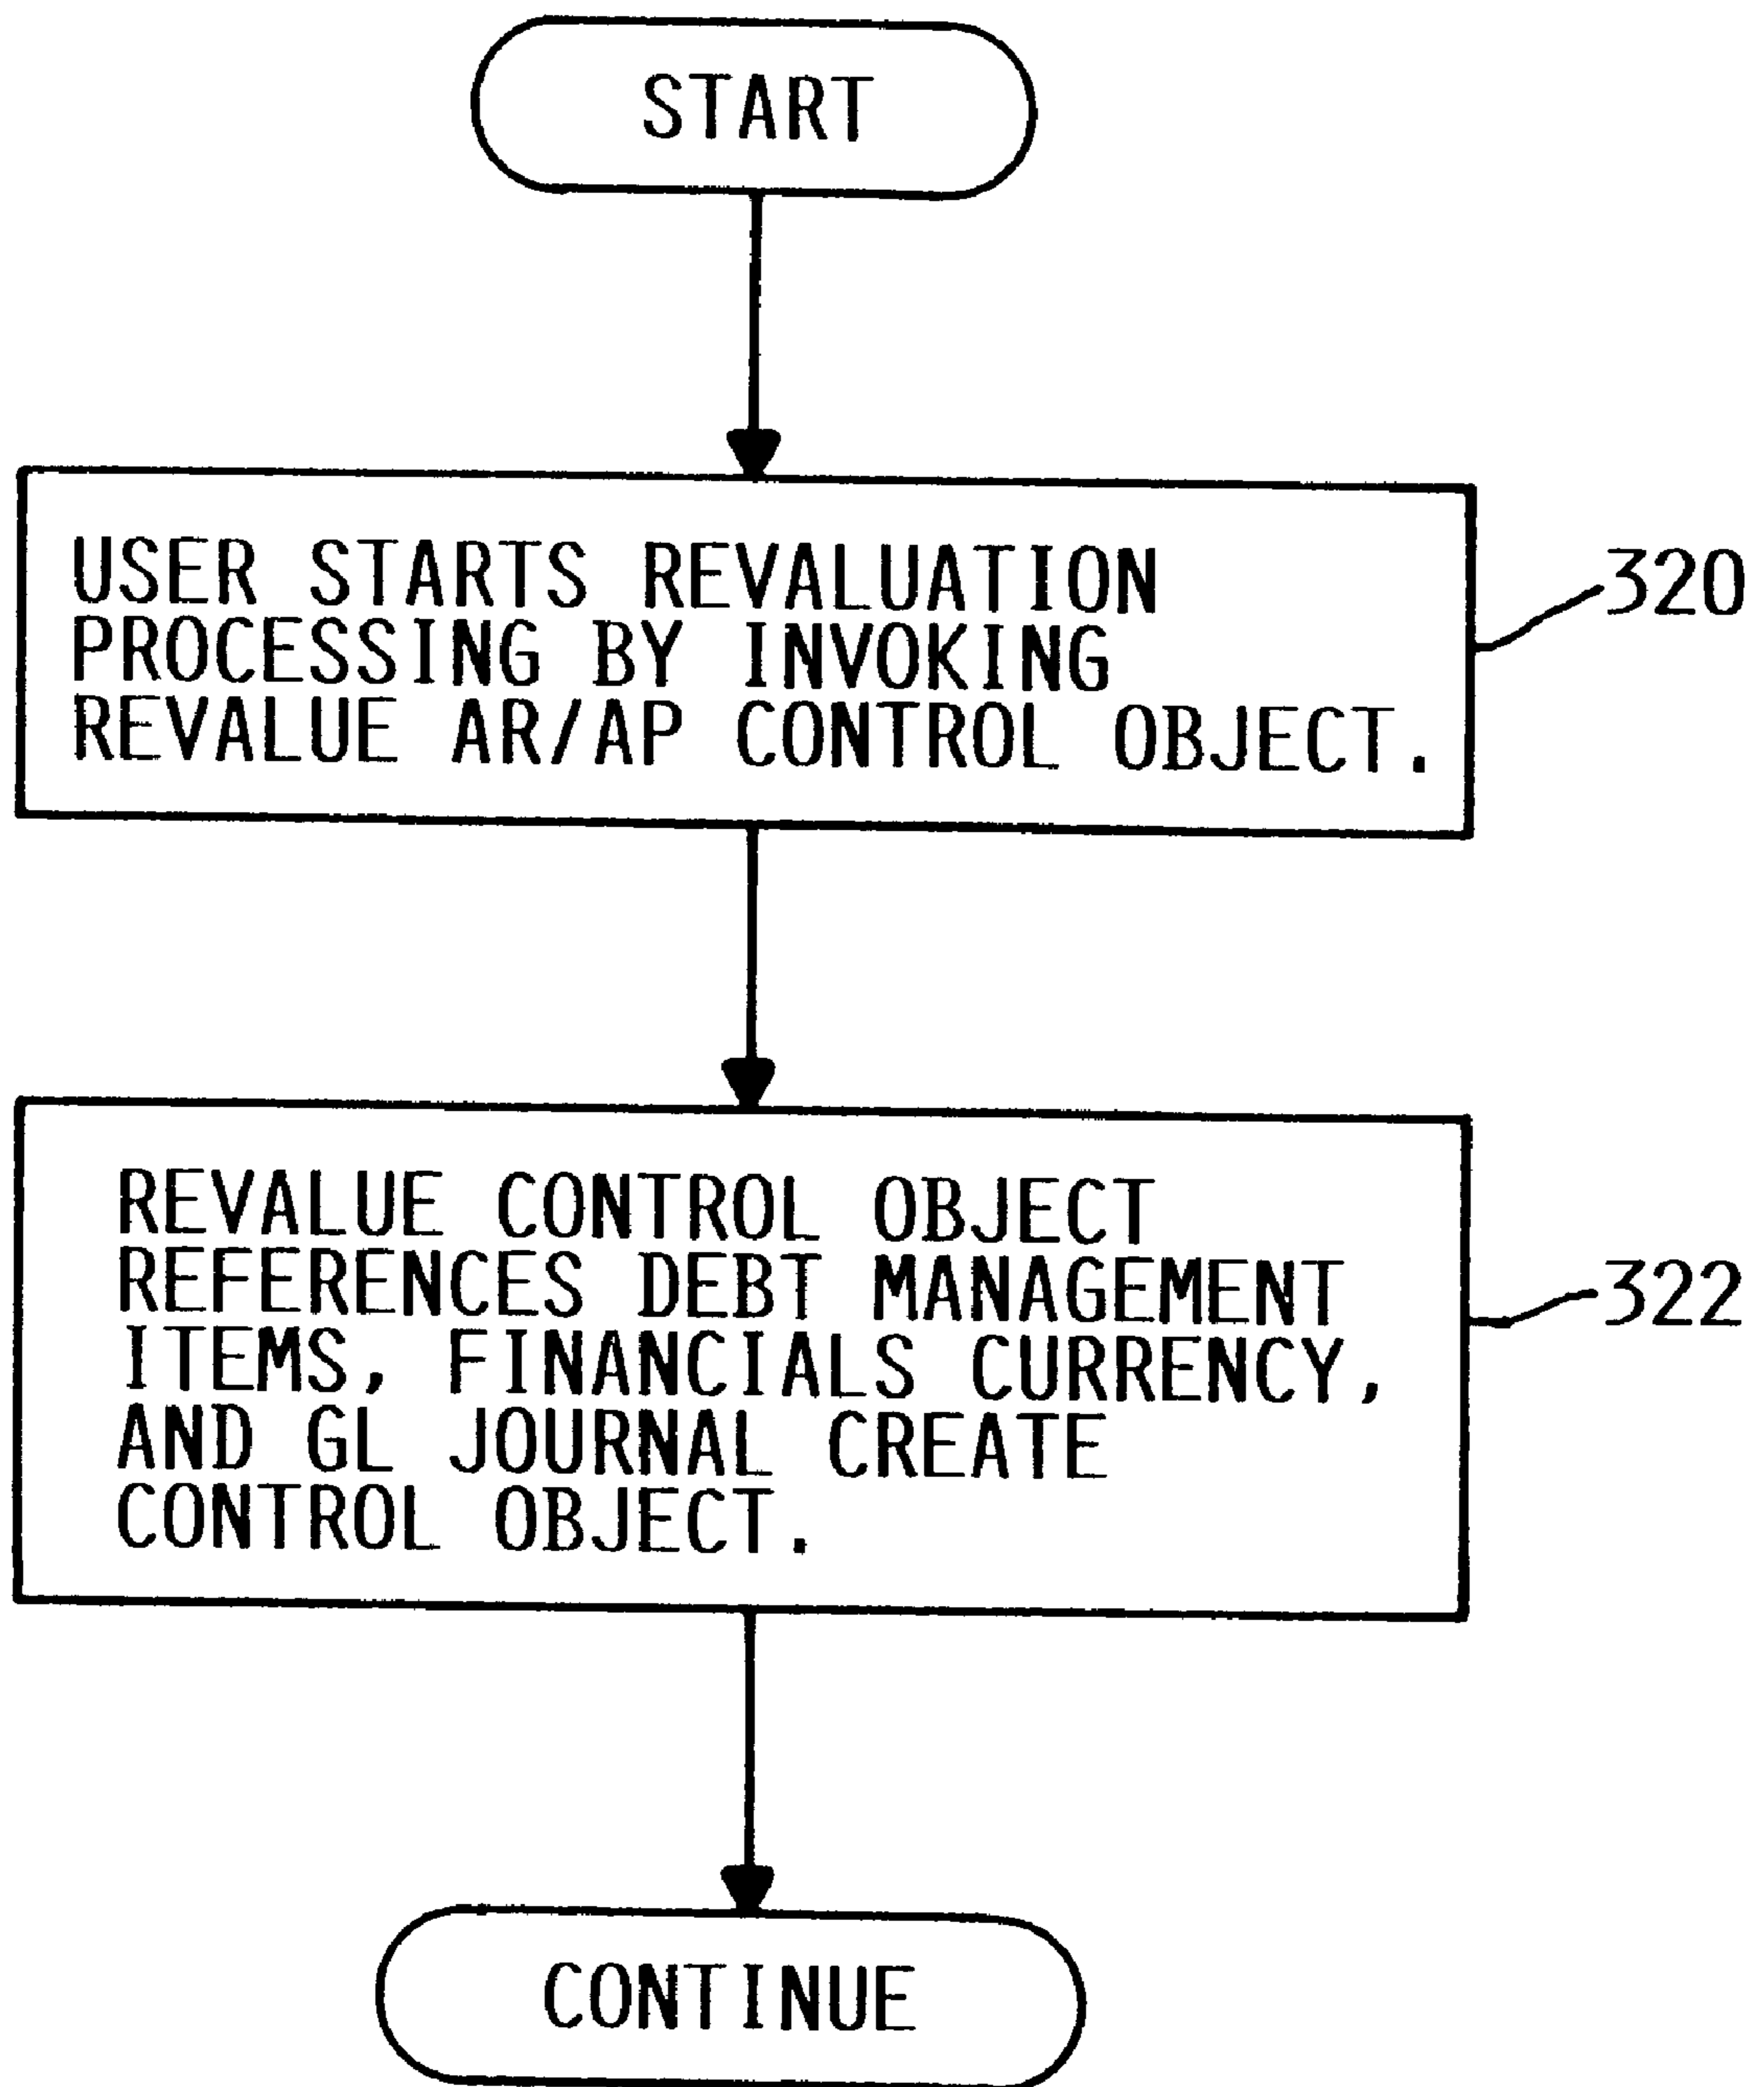 START
USER STARTS REVALUATION
PROCESSING BY INVOKING
REVALUE AR/AP CONTROL OBJECT.
320
REVALUE CONTROL OBJECT
REFERENCES DEBT MANAGEMENT
ITEMS, FINANCIALS CURRENCY,
AND GL JOURNAL CREATE
CONTROL OBJECT.
322
CONTINUE